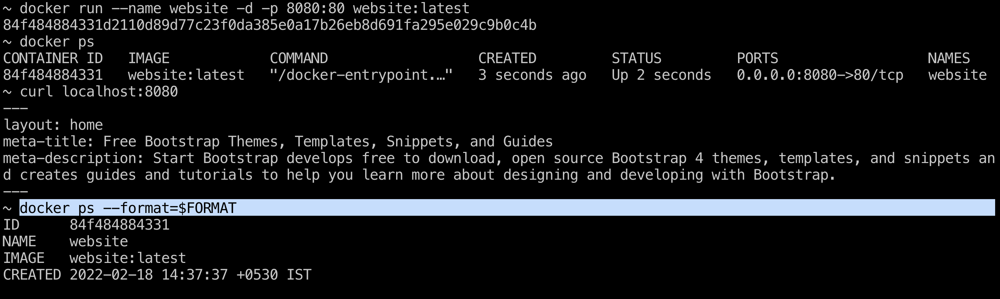 ~ docker run --name website -d -p 8080:80 website:latest
84f484884331d2110d89d77c23f0da385e0a17b26eb8d691fa295e029c9b0c4b
~ docker ps
CONTAINER ID   IMAGE            COMMAND                  CREATED         STATUS         PORTS                  NAMES
84f484884331   website:latest   "/docker-entrypoint.…"   3 seconds ago   Up 2 seconds   0.0.0.0:8080->80/tcp   website
~ curl localhost:8080
---
layout: home
meta-title: Free Bootstrap Themes, Templates, Snippets, and Guides
meta-description: Start Bootstrap develops free to download, open source Bootstrap 4 themes, templates, and snippets an
d creates guides and tutorials to help you learn more about designing and developing with Bootstrap.
---
~ docker ps --format=$FORMAT
ID      84f484884331
NAME    website
IMAGE   website:latest
CREATED 2022-02-18 14:37:37 +0530 IST